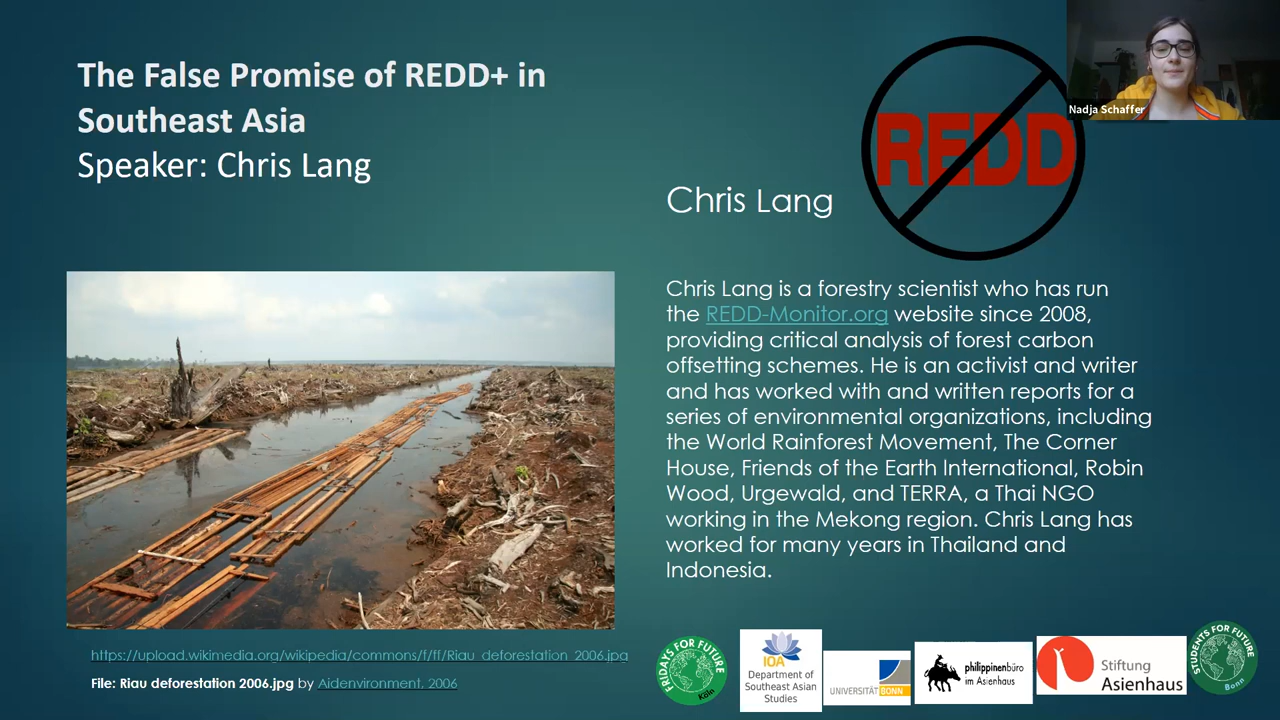 The False Promise of REDD+ in
Southeast Asia
Speaker: Chris Lang
REDD
Nadja Schaffer
Chris Lang
Chris Lang is a forestry scientist who has run
the REDD-Monitor.org website since 2008,
providing critical analysis of forest carbon
offsetting schemes. He is an activist and writer
and has worked with and written reports for a
series of environmental organizations, including
the World Rainforest Movement, The Corner
House, Friends of the Earth International, Robin
Wood, Urgewald, and TERRA, a Thai NGO
working in the Mekong region. Chris Lang has
worked for many years in Thailand and
Indonesia.
https://upload.wikimedia.org/wikipedia/commons/f/ff/Riau_deforestation_2006.jpg
File: Riau deforestation 2006.jpg by Aidenvironment, 2006
FRIDAYS FOR FUTURE
Köln
IOA
Department of
Southeast Asian
Studies
UNIVERSITÄT BONN
philippinenbüro
im Asienhaus
Stiftung
Asienhaus
STUDENTS FOR FUTURE
Bonn